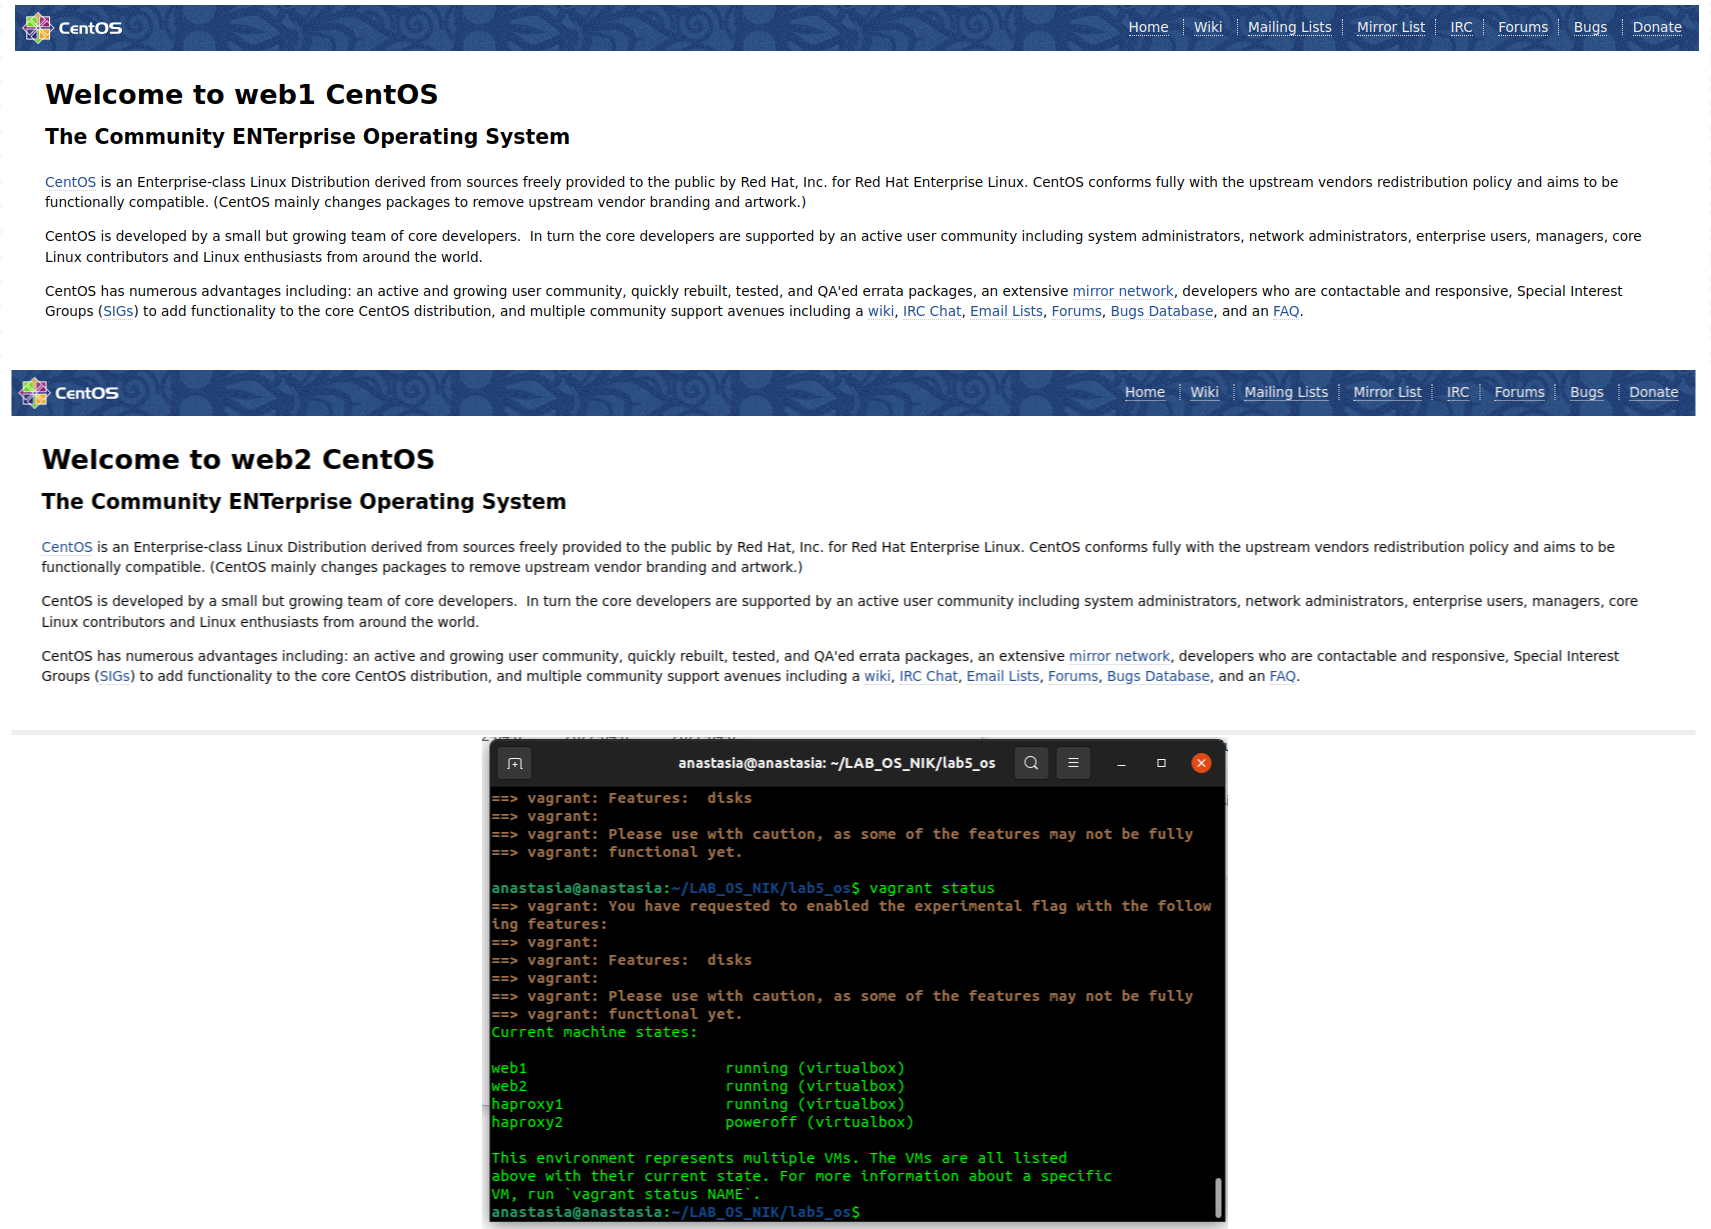 CentOS Home Wiki Mailing Lists Mirror List IRC Forums Bugs Donate
Welcome to web1 CentOS
The Community ENTerprise Operating System
CentOS is an Enterprise-class Linux Distribution derived from sources freely provided to the public by Red Hat, Inc. for Red Hat Enterprise Linux. CentOS conforms fully with the upstream vendors redistribution policy and aims to be
functionally compatible. (CentOS mainly changes packages to remove upstream vendor branding and artwork.)
CentOS is developed by a small but growing team of core developers.  In turn the core developers are supported by an active user community including system administrators, network administrators, enterprise users, managers, core
Linux contributors and Linux enthusiasts from around the world.
CentOS has numerous advantages including: an active and growing user community, quickly rebuilt, tested, and QA'ed errata packages, an extensive mirror network, developers who are contactable and responsive, Special Interest
Groups (SIGs) to add functionality to the core CentOS distribution, and multiple community support avenues including a wiki, IRC Chat, Email Lists, Forums, Bugs Database, and an FAQ.
CentOS Home Wiki Mailing Lists Mirror List IRC Forums Bugs Donate
Welcome to web2 CentOS
The Community ENTerprise Operating System
CentOS is an Enterprise-class Linux Distribution derived from sources freely provided to the public by Red Hat, Inc. for Red Hat Enterprise Linux. CentOS conforms fully with the upstream vendors redistribution policy and aims to be
functionally compatible. (CentOS mainly changes packages to remove upstream vendor branding and artwork.)
CentOS is developed by a small but growing team of core developers.  In turn the core developers are supported by an active user community including system administrators, network administrators, enterprise users, managers, core
Linux contributors and Linux enthusiasts from around the world.
CentOS has numerous advantages including: an active and growing user community, quickly rebuilt, tested, and QA'ed errata packages, an extensive mirror network, developers who are contactable and responsive, Special Interest
Groups (SIGs) to add functionality to the core CentOS distribution, and multiple community support avenues including a wiki, IRC Chat, Email Lists, Forums, Bugs Database, and an FAQ.
anastasia@anastasia: ~/LAB_OS_NIK/lab5_os
==> vagrant: Features:  disks
==> vagrant:
==> vagrant: Please use with caution, as some of the features may not be fully
==> vagrant: functional yet.
anastasia@anastasia:~/LAB_OS_NIK/lab5_os$ vagrant status
==> vagrant: You have requested to enabled the experimental flag with the follow
ing features:
==> vagrant:
==> vagrant: Features:  disks
==> vagrant:
==> vagrant: Please use with caution, as some of the features may not be fully
==> vagrant: functional yet.
Current machine states:
web1                      running (virtualbox)
web2                      running (virtualbox)
haproxy1                  running (virtualbox)
haproxy2                  poweroff (virtualbox)
This environment represents multiple VMs. The VMs are all listed
above with their current state. For more information about a specific
VM, run `vagrant status NAME`.
anastasia@anastasia:~/LAB_OS_NIK/lab5_os$